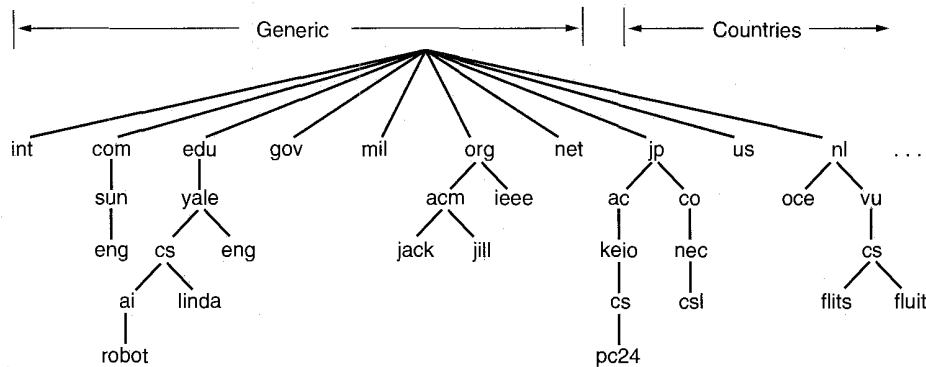 Generic Countries
int com edu gov mil org net jp us nl ...
sun yale acm ieee ac co oce vu
eng cs eng jack jill keio nec cs
ai linda cs csl flits fluit
robot pc24